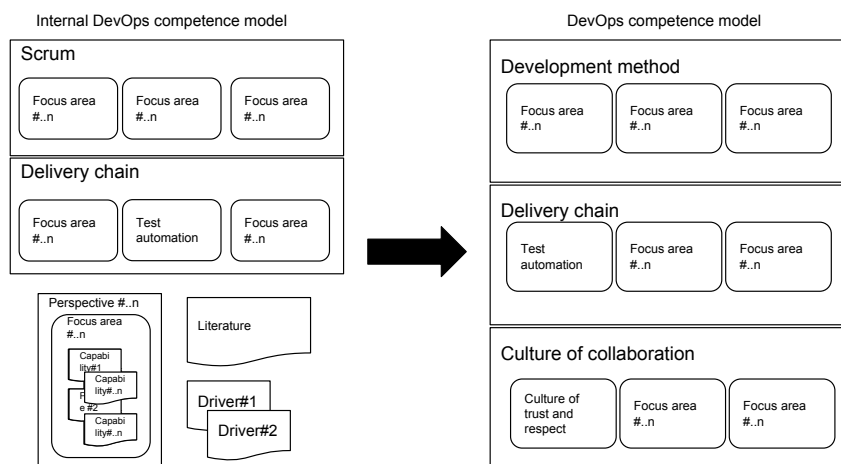 Internal DevOps competence model
Scrum
Focus area
#..n
Focus area
#..n
Focus area
#..n
Delivery chain
Focus area
#..n
Test
automation
Focus area
#..n
Perspective #..n
Focus area
#..n
Capabi
lity#1
Capabi
lity#..n
e #2
Capabi
lity#..n
Literature
Driver#1
Driver#2
DevOps competence model
Development method
Focus area
#..n
Focus area
#..n
Focus area
#..n
Delivery chain
Test
automation
Focus area
#..n
Focus area
#..n
Culture of collaboration
Culture of
trust and
respect
Focus area
#..n
Focus area
#..n